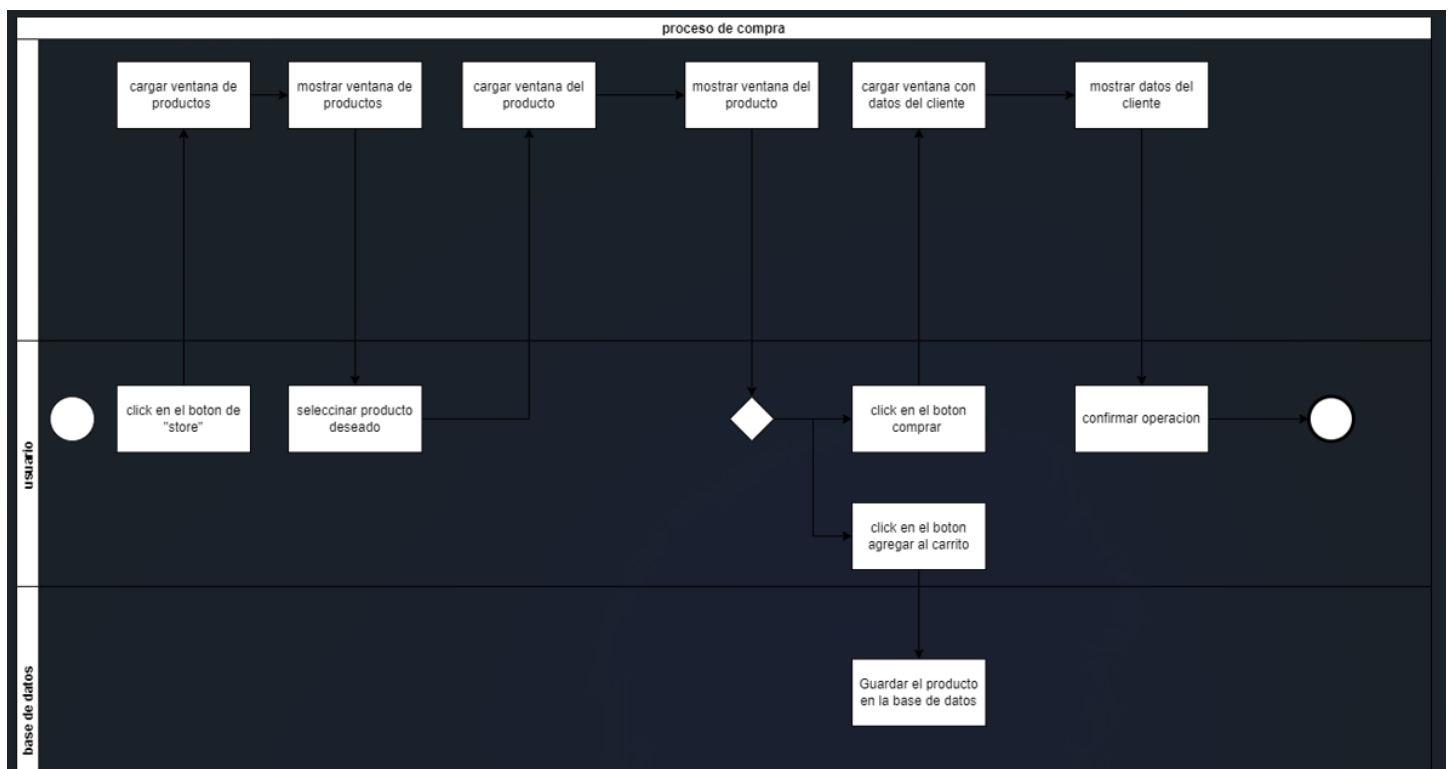 proceso de compra
cargar ventana de
productos
mostrar ventana de
productos
cargar ventana del
producto
mostrar ventana del
producto
cargar ventana con
datos del cliente
mostrar datos del
cliente
usuario
click en el boton de
"store"
seleccinar producto
deseado
click en el boton
comprar
confirmar operacion
click en el boton
agregar al carrito
base de datos
Guardar el producto
en la base de datos